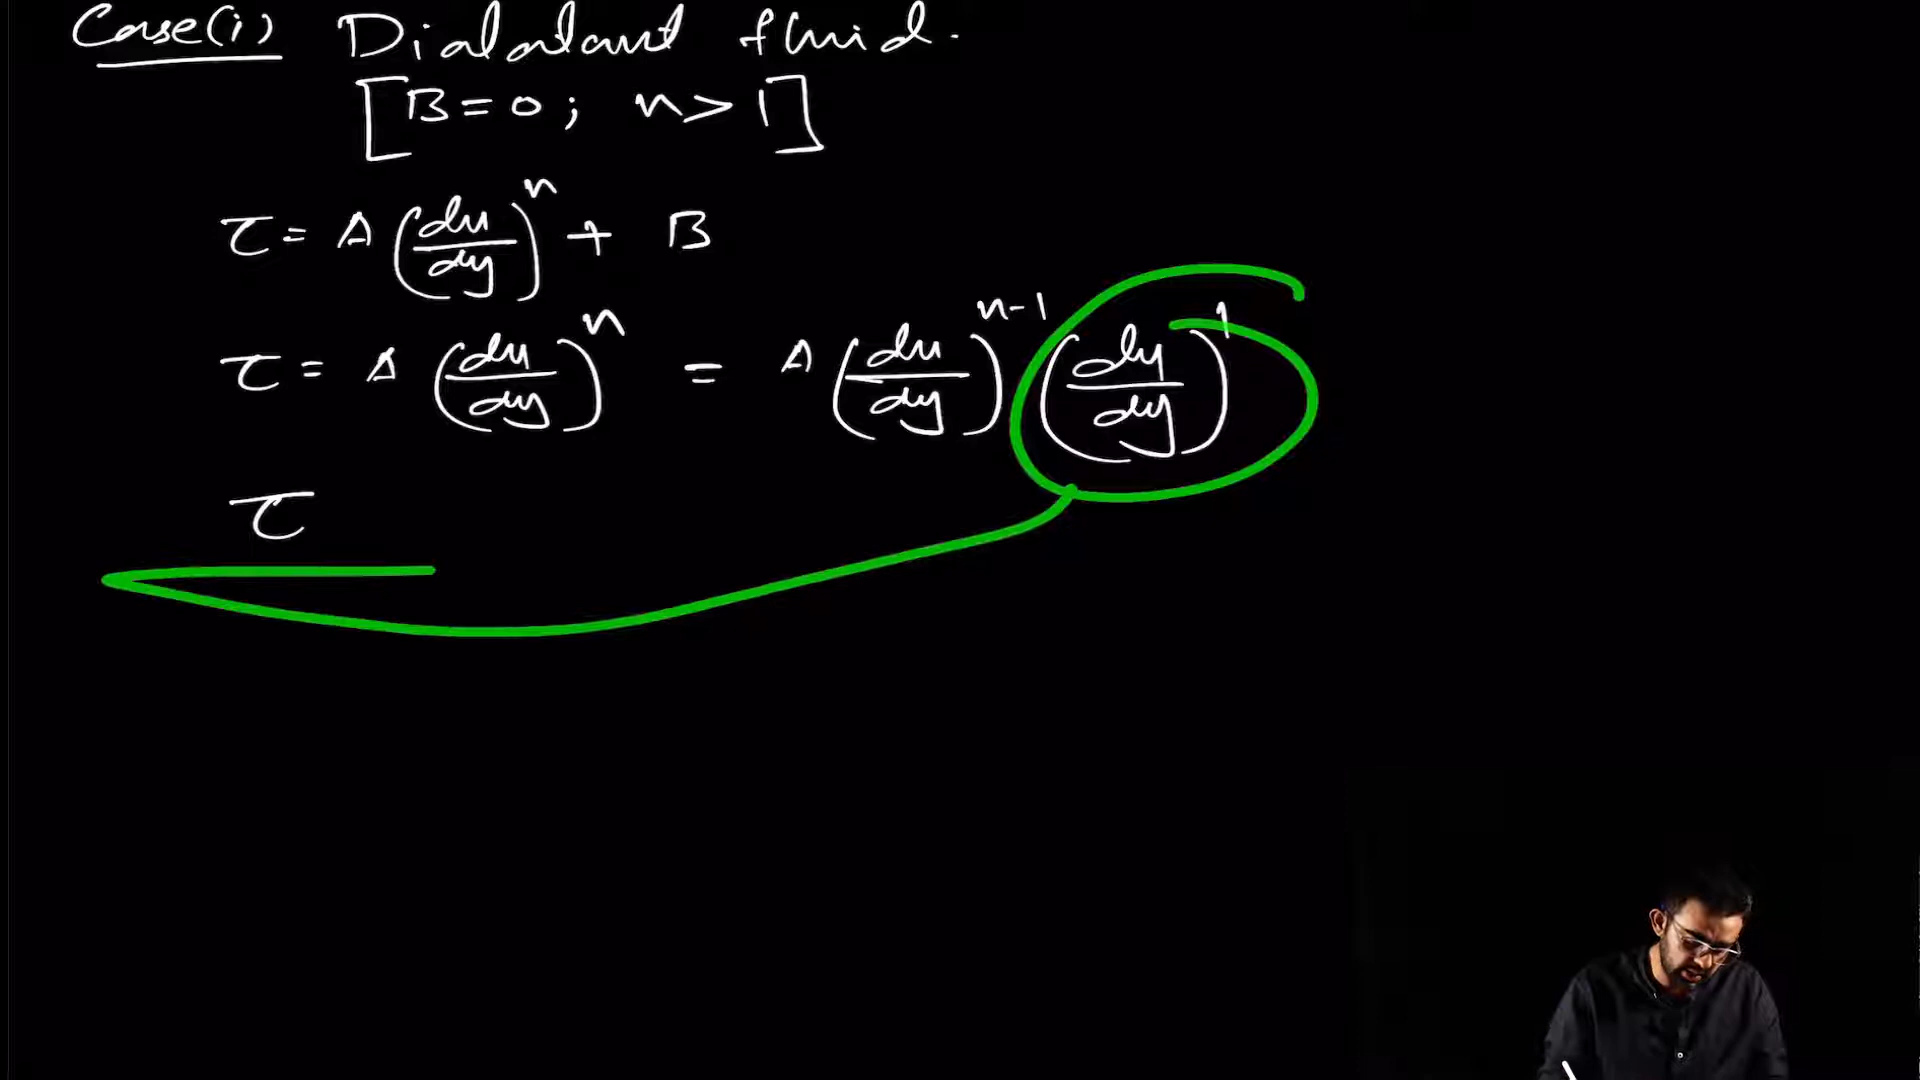 Case(i) Dialatant fluid.
[B=0; n>1]
τ = A (du/dy)^n + B
τ = A (du/dy)^n = A (du/dy)^(n-1) (du/dy)^1
τ